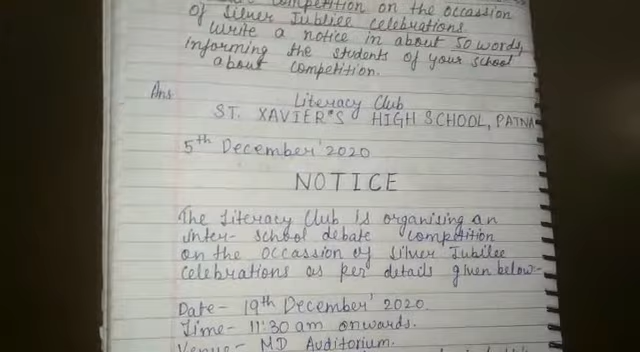 competition on the occassion
of Silver Jubliee celebrations.
Write a notice in about 50 words,
informing the students of your school
about competition.
Ans
Literacy Club
ST. XAVIER'S HIGH SCHOOL, PATNA
5th December' 2020
NOTICE
The Literacy Club is organising an
inter-school debate competition
on the occassion of Silver Jubilee
celebrations as per details given below:-
Date- 19th December' 2020.
Time- 11:30 am onwards.
Venue- MD Auditorium.